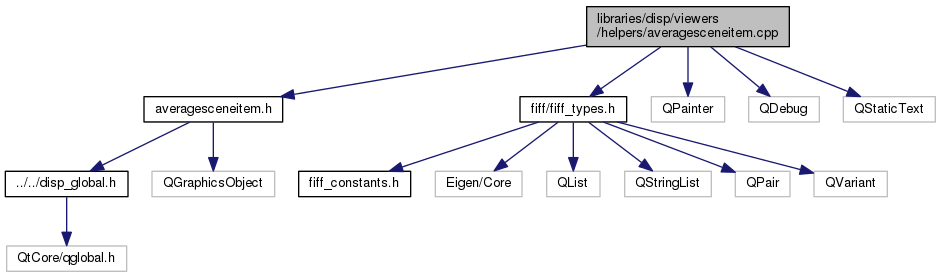 libraries/disp/viewers
/helpers/averagesceneitem.cpp
averagesceneitem.h
fiff/fiff_types.h
QPainter
QDebug
QStaticText
../../disp_global.h
QGraphicsObject
fiff_constants.h
Eigen/Core
QList
QStringList
QPair
QVariant
QtCore/qglobal.h